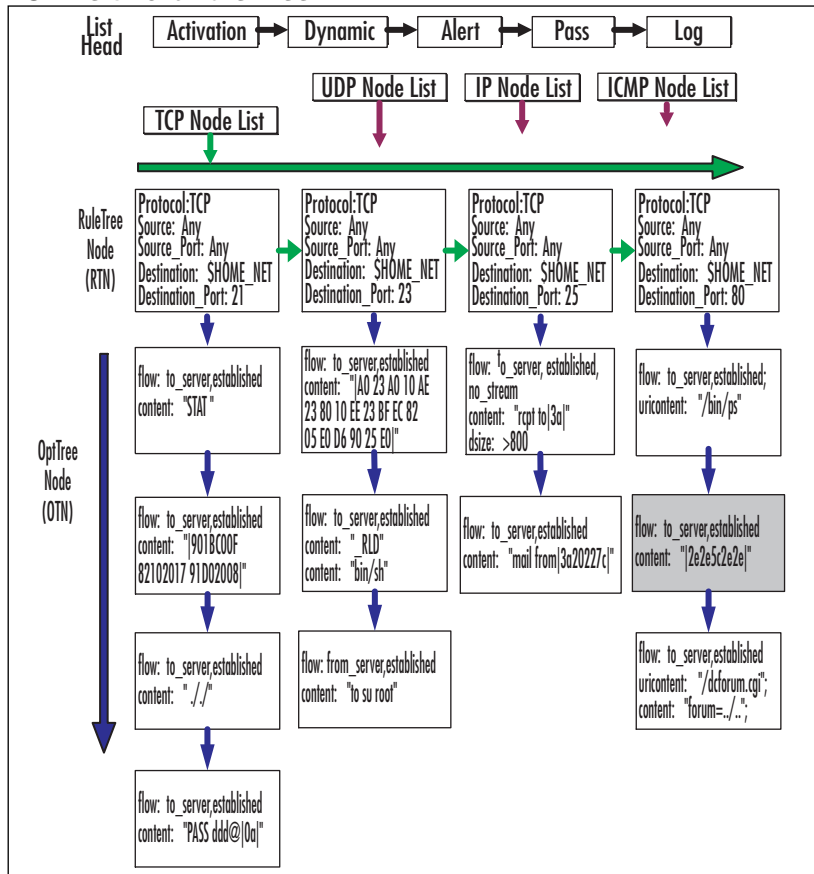 List
Head
Activation
Dynamic
Alert
Pass
Log
UDP Node List
IP Node List
ICMP Node List
TCP Node List
RuleTree
Node
(RTN)
Protocol:TCP
Source: Any
Source_Port: Any
Destination: $HOME_NET
Destination_Port: 21
Protocol:TCP
Source: Any
Source_Port: Any
Destination: $HOME_NET
Destination_Port: 23
Protocol:TCP
Source: Any
Source_Port: Any
Destination: $HOME_NET
Destination_Port: 25
Protocol:TCP
Source: Any
Source_Port: Any
Destination: $HOME_NET
Destination_Port: 80
OptTree
Node
(OTN)
flow: to_server,established
content: "STAT "
flow: to_server,established
content: "|A0 23 A0 10 AE
23 80 10 EE 23 BF EC 82
05 E0 D6 90 25 E0|"
flow: to_server, established,
no_stream
content: "rcpt to|3a|"
dsize: >800
flow: to_server,established;
uricontent: "/bin/ps"
flow: to_server,established
content: "|901BC00F
82102017 91D02008|"
flow: to_server,established
content: "_RLD"
content: "bin/sh"
flow: to_server,established
content: "mail from|3a20227c|"
flow: to_server,established
content: "|2e2e5c2e2e|"
flow: to_server,established
content: " ././"
flow: from_server,established
content: "to su root"
flow: to_server,established
uricontent: "/dcforum.cgi";
content: "forum=../..";
flow: to_server,established
content: "PASS ddd@|0a|"